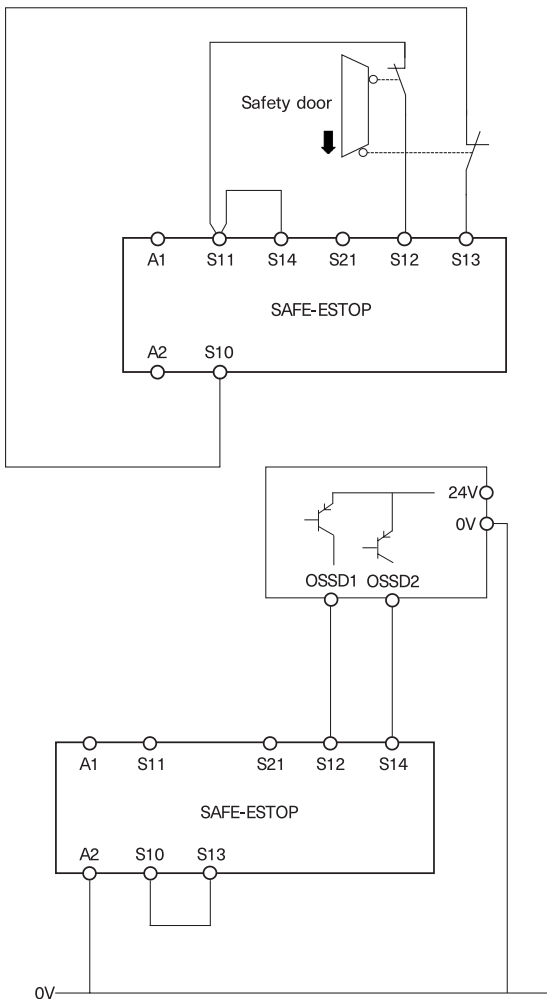 Safety door
A1 S11 S14 S21 S12 S13
SAFE-ESTOP
A2 S10
24V
0V
OSSD1 OSSD2
A1 S11 S21 S12 S14
SAFE-ESTOP
A2 S10 S13
0V